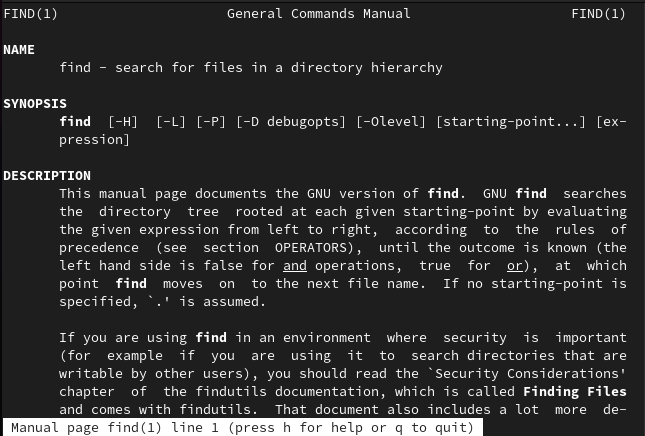 FIND(1) General Commands Manual FIND(1)
NAME
find - search for files in a directory hierarchy
SYNOPSIS
find [-H] [-L] [-P] [-D debugopts] [-Olevel] [starting-point...] [ex-
pression]
DESCRIPTION
This manual page documents the GNU version of find. GNU find searches
the directory tree rooted at each given starting-point by evaluating
the given expression from left to right, according to the rules of
precedence (see section OPERATORS), until the outcome is known (the
left hand side is false for and operations, true for or), at which
point find moves on to the next file name. If no starting-point is
specified, `.' is assumed.
If you are using find in an environment where security is important
(for example if you are using it to search directories that are
writable by other users), you should read the `Security Considerations'
chapter of the findutils documentation, which is called Finding Files
and comes with findutils. That document also includes a lot more de-
Manual page find(1) line 1 (press h for help or q to quit)